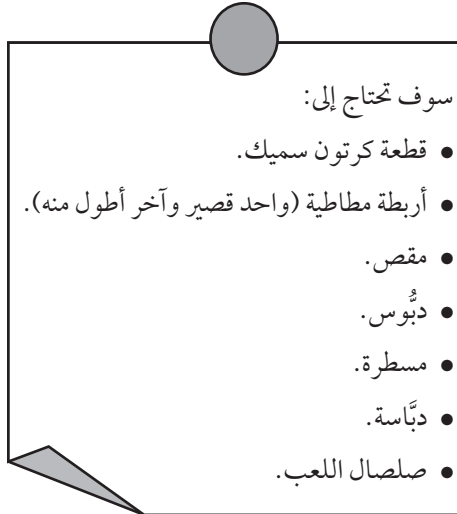 سوف تحتاج إلى:
• قطعة كرتون سميك.
• أربطة مطاطية (واحد قصير وآخر أطول منه).
• مقص.
• دبُّوس.
• مسطرة.
• دبَّاسة.
• صلصال اللعب.